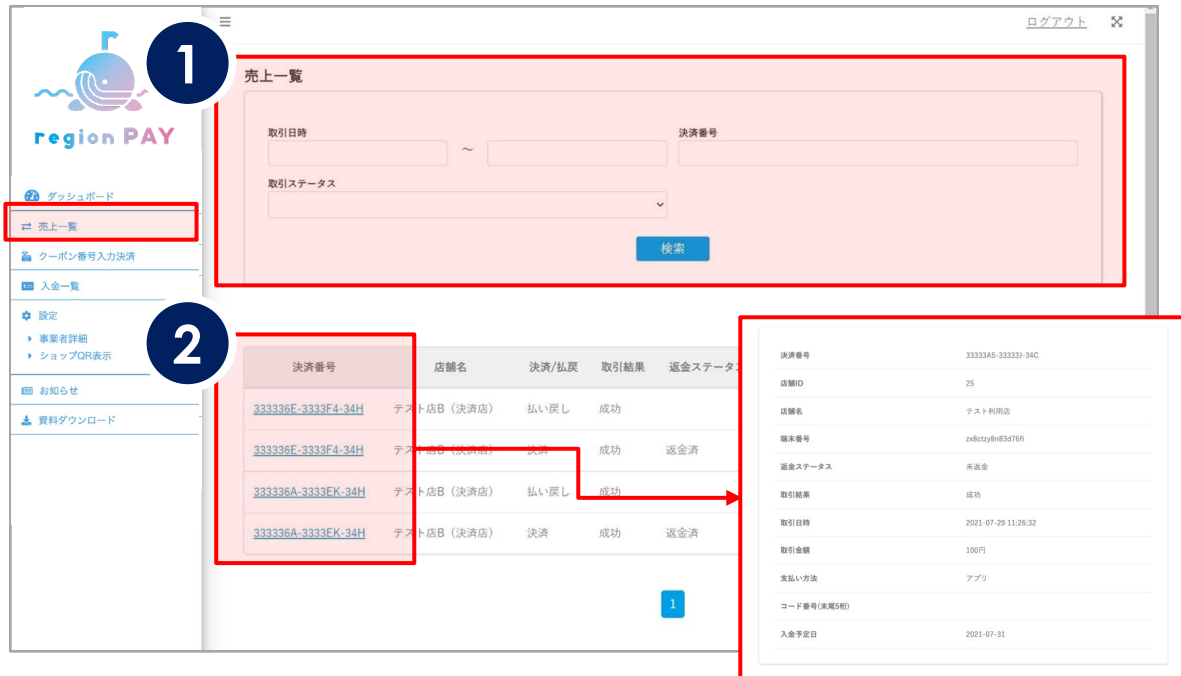 region PAY
ダッシュボード
売上一覧
クーポン番号入力決済
入金一覧
設定
事業者詳細
ショップQR表示
お知らせ
資料ダウンロード
ログアウト
1
売上一覧
取引日時
～
決済番号
取引ステータス
検索
2
決済番号 店舗名 決済/払戻 取引結果 返金ステータス
333336E-3333F4-34H テスト店B（決済店） 払い戻し 成功
333336E-3333F4-34H テスト店B（決済店） 決済 成功 返金済
333336A-3333EK-34H テスト店B（決済店） 払い戻し 成功
333336A-3333EK-34H テスト店B（決済店） 決済 成功 返金済
1
決済番号 33333A5-33333J-34C
店舗ID 25
店舗名 テスト利用店
端末番号 zx8ctzy8n83d76fi
返金ステータス 未返金
取引結果 成功
取引日時 2021-07-29 11:26:32
取引金額 100円
支払い方法 アプリ
コード番号(末尾5桁)
入金予定日 2021-07-31